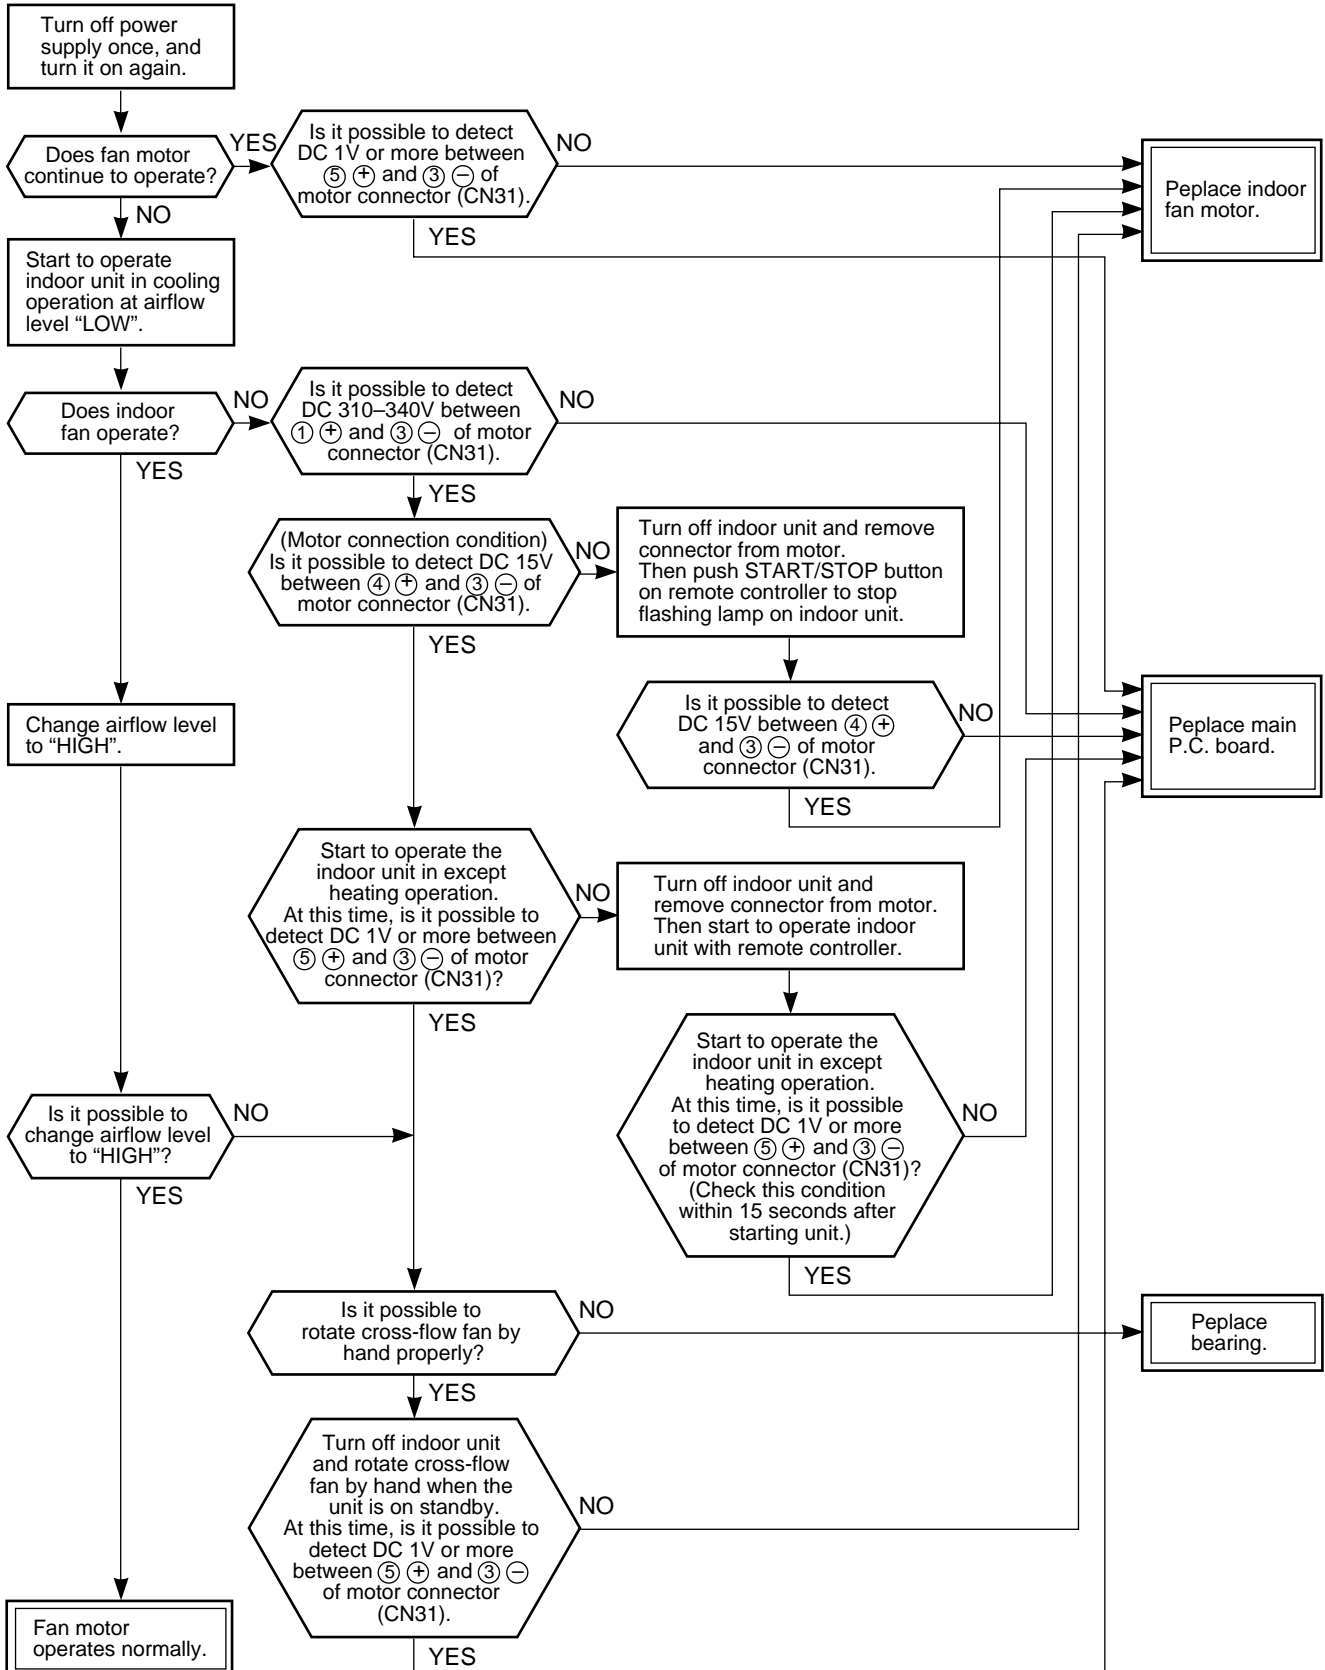 Turn off power
supply once, and
turn it on again.
Does fan motor
continue to operate?
YES
Is it possible to detect
DC 1V or more between
⑤ ⊕ and ③ ⊖ of
motor connector (CN31).
NO
Peplace indoor
fan motor.
NO
YES
Start to operate
indoor unit in cooling
operation at airflow
level “LOW”.
Does indoor
fan operate?
NO
Is it possible to detect
DC 310–340V between
① ⊕ and ③ ⊖ of motor
connector (CN31).
NO
YES
YES
(Motor connection condition)
Is it possible to detect DC 15V
between ④ ⊕ and ③ ⊖ of
motor connector (CN31).
NO
Turn off indoor unit and remove
connector from motor.
Then push START/STOP button
on remote controller to stop
flashing lamp on indoor unit.
YES
Change airflow level
to “HIGH”.
Is it possible to detect
DC 15V between ④ ⊕
and ③ ⊖ of motor
connector (CN31).
NO
Peplace main
P.C. board.
YES
Start to operate the
indoor unit in except
heating operation.
At this time, is it possible to
detect DC 1V or more between
⑤ ⊕ and ③ ⊖ of motor
connector (CN31)?
NO
Turn off indoor unit and
remove connector from motor.
Then start to operate indoor
unit with remote controller.
YES
Start to operate the
indoor unit in except
heating operation.
At this time, is it possible
to detect DC 1V or more
between ⑤ ⊕ and ③ ⊖
of motor connector (CN31)?
(Check this condition
within 15 seconds after
starting unit.)
NO
YES
Is it possible to
change airflow level
to “HIGH”?
NO
YES
Is it possible to
rotate cross-flow fan by
hand properly?
NO
Peplace
bearing.
YES
Turn off indoor unit
and rotate cross-flow
fan by hand when the
unit is on standby.
At this time, is it possible to
detect DC 1V or more
between ⑤ ⊕ and ③ ⊖
of motor connector
(CN31).
NO
YES
Fan motor
operates normally.